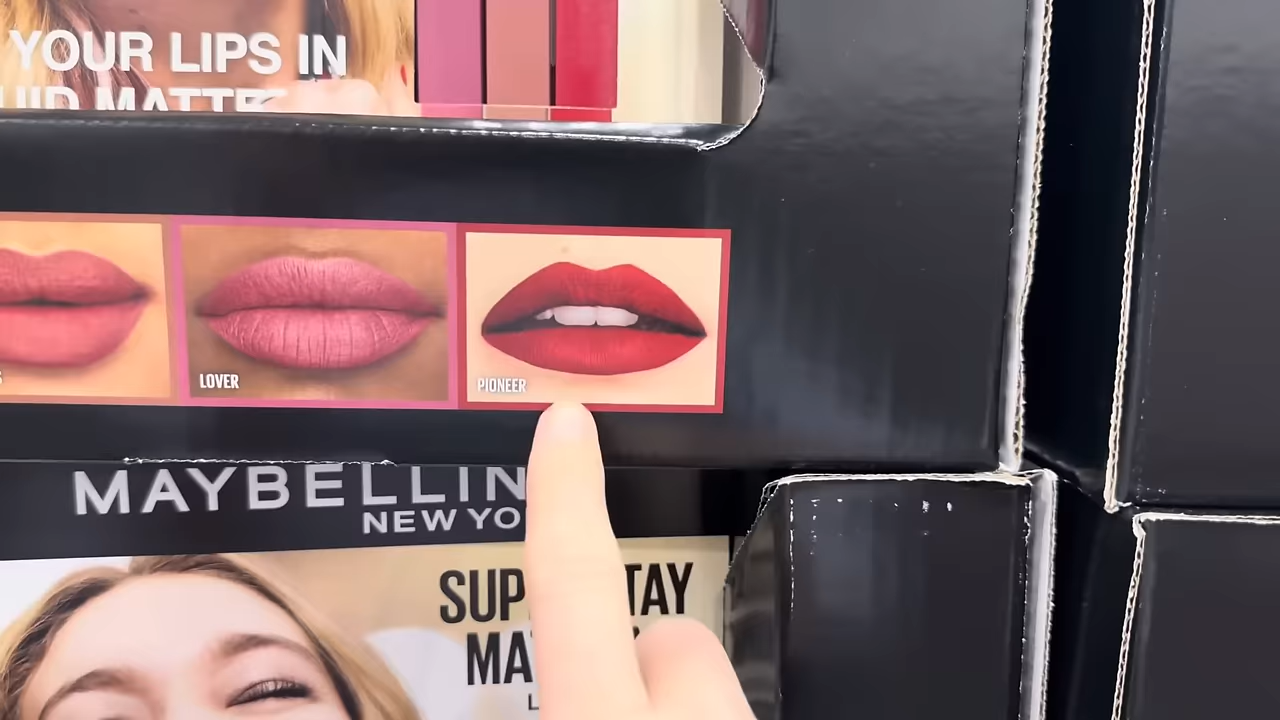 YOUR LIPS IN
LOVER
PIONEER
MAYBELLIN
NEW YO
SUP TAY
MA